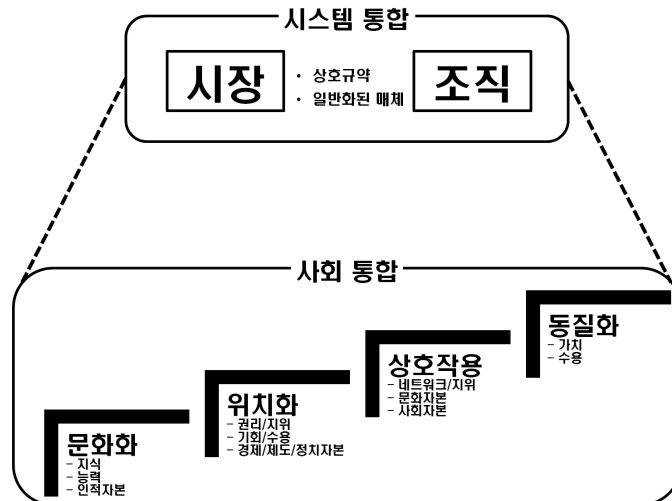 시스템 통합
시장
• 상호규약
• 일반화된 매체
조직
사회 통합
문화화
- 지식
- 능력
- 인적자본
위치화
- 권리/지위
- 기회/수용
- 경제/제도/정치자본
상호작용
- 네트워크/지위
- 문화자본
- 사회자본
동질화
- 가치
- 수용